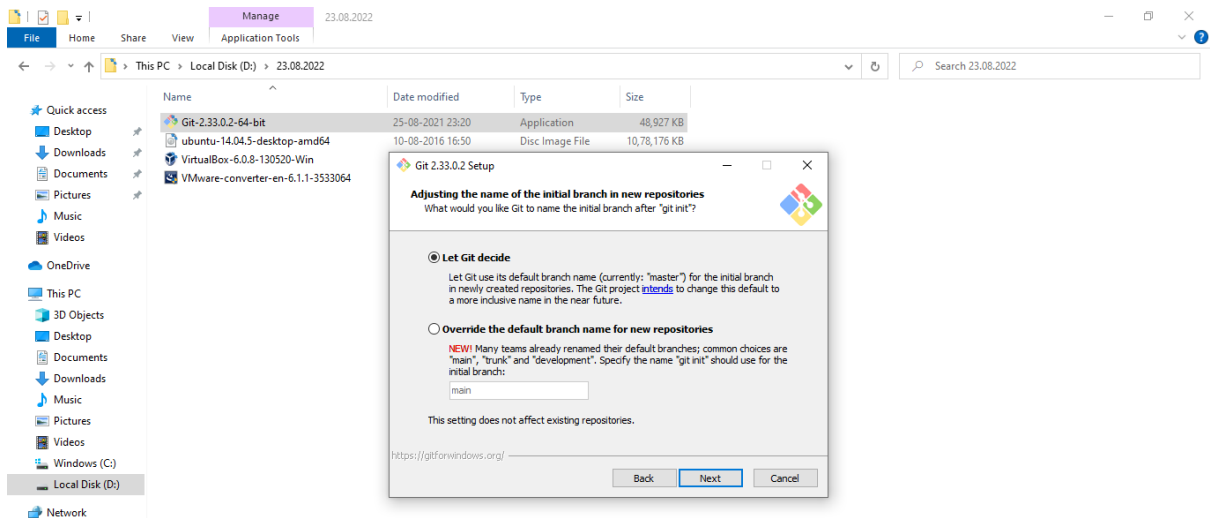 Manage
23.08.2022
File
Home
Share
View
Application Tools
This PC > Local Disk (D:) > 23.08.2022
Search 23.08.2022
Quick access
Desktop
Downloads
Documents
Pictures
Music
Videos
OneDrive
This PC
3D Objects
Desktop
Documents
Downloads
Music
Pictures
Videos
Windows (C:)
Local Disk (D:)
Network
Name Date modified Type Size
Git-2.33.0.2-64-bit 25-08-2021 23:20 Application 48,927 KB
ubuntu-14.04.5-desktop-amd64 10-08-2016 16:50 Disc Image File 10,78,176 KB
VirtualBox-6.0.8-130520-Win
VMware-converter-en-6.1.1-3533064
Git 2.33.0.2 Setup
Adjusting the name of the initial branch in new repositories
What would you like Git to name the initial branch after "git init"?
Let Git decide
Let Git use its default branch name (currently: "master") for the initial branch
in newly created repositories. The Git project intends to change this default to
a more inclusive name in the near future.
Override the default branch name for new repositories
NEW! Many teams already renamed their default branches; common choices are
"main", "trunk" and "development". Specify the name "git init" should use for the
initial branch:
main
This setting does not affect existing repositories.
https://gitforwindows.org/
Back
Next
Cancel